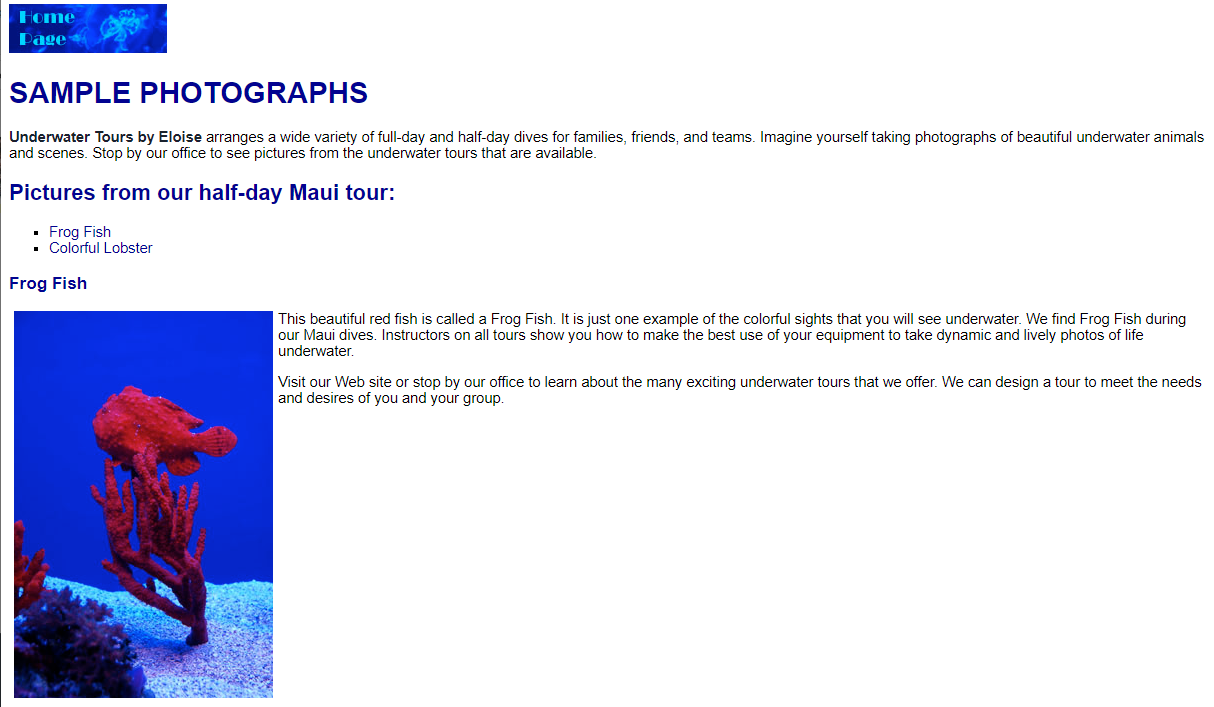 Home
Page
SAMPLE PHOTOGRAPHS
Underwater Tours by Eloise arranges a wide variety of full-day and half-day dives for families, friends, and teams. Imagine yourself taking photographs of beautiful underwater animals
and scenes. Stop by our office to see pictures from the underwater tours that are available.
Pictures from our half-day Maui tour:
Frog Fish
Colorful Lobster
Frog Fish
This beautiful red fish is called a Frog Fish. It is just one example of the colorful sights that you will see underwater. We find Frog Fish during
our Maui dives. Instructors on all tours show you how to make the best use of your equipment to take dynamic and lively photos of life
underwater.
Visit our Web site or stop by our office to learn about the many exciting underwater tours that we offer. We can design a tour to meet the needs
and desires of you and your group.